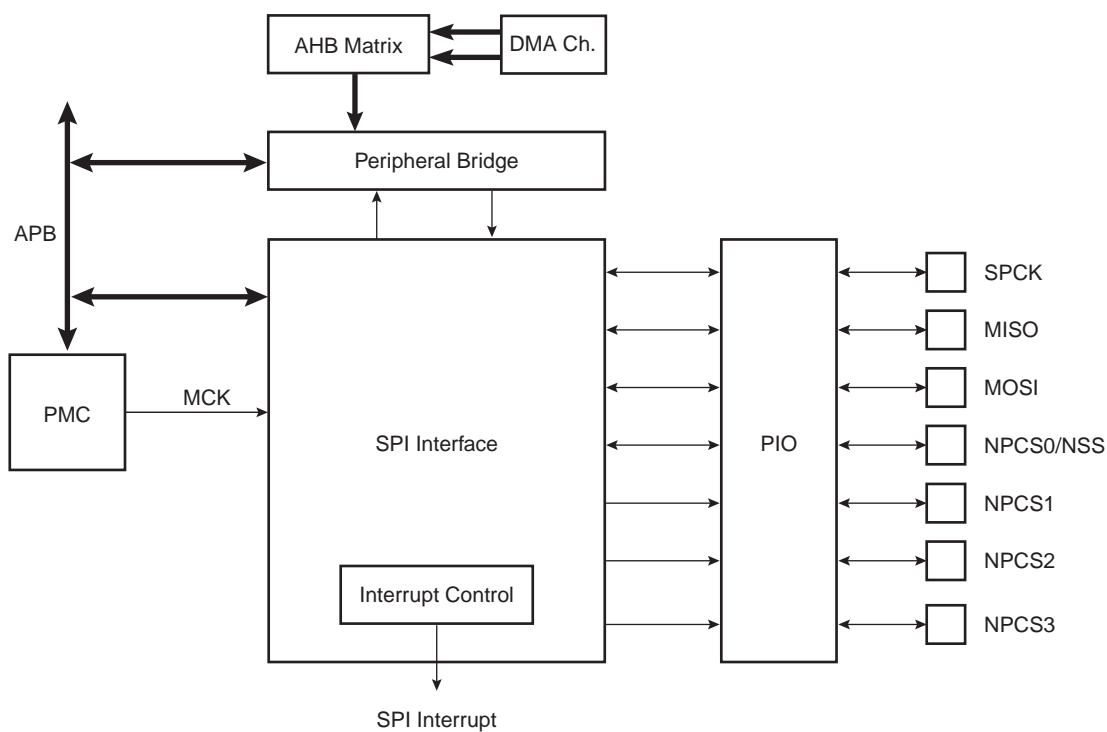 AHB Matrix
DMA Ch.
Peripheral Bridge
APB
SPCK
MISO
MCK
MOSI
PMC
SPI Interface
PIO
NPCS0/NSS
NPCS1
NPCS2
Interrupt Control
NPCS3
SPI Interrupt